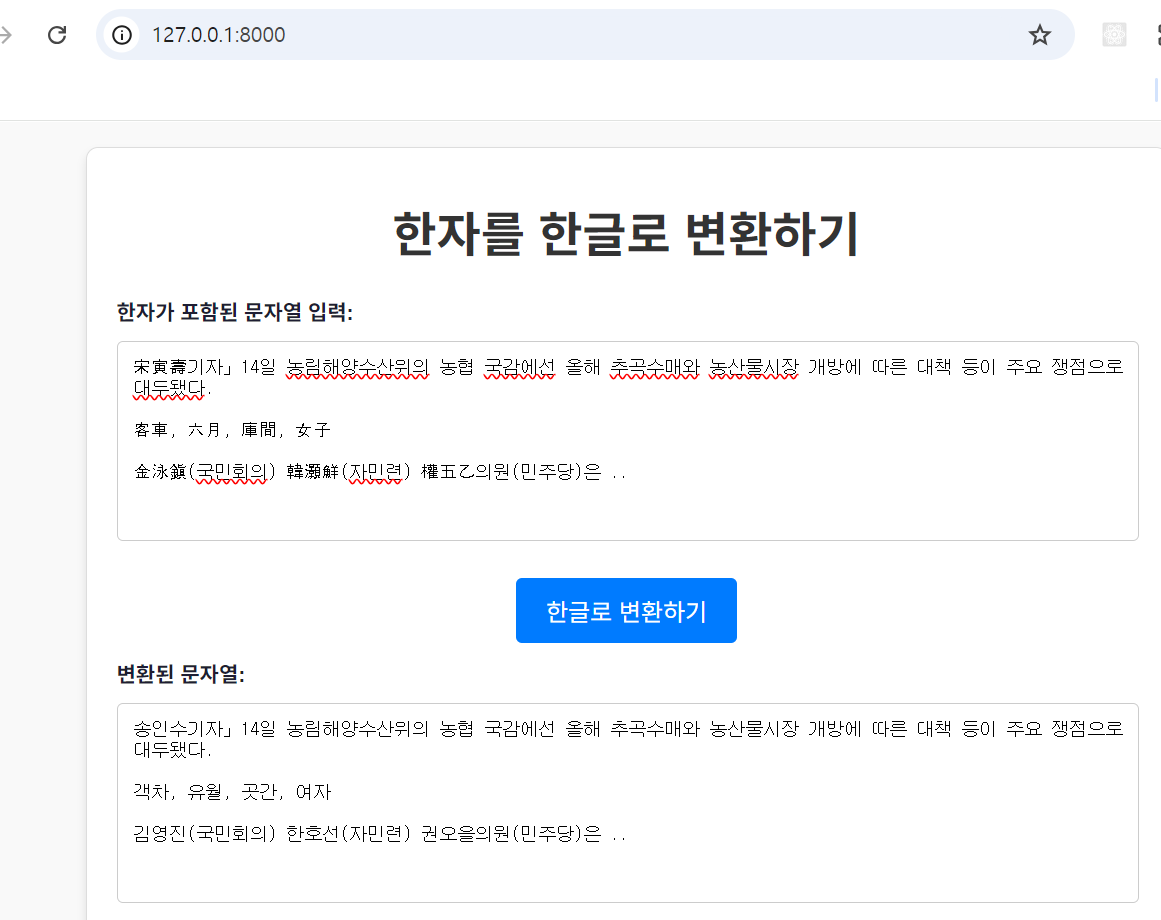 127.0.0.1:8000
한자를 한글로 변환하기
한자가 포함된 문자열 입력:
宋寅壽기자」14일 농림해양수산위의 농협 국감에선 올해 추곡수매와 농산물시장 개방에 따른 대책 등이 주요 쟁점으로
대두됐다.
客車, 六月, 庫間, 女子
金泳鎭(국민회의) 韓灝鮮(자민련) 權五乙의원(민주당)은 ..
한글로 변환하기
변환된 문자열:
송인수기자」14일 농림해양수산위의 농협 국감에선 올해 추곡수매와 농산물시장 개방에 따른 대책 등이 주요 쟁점으로
대두됐다.
객차, 유월, 곳간, 여자
김영진(국민회의) 한호선(자민련) 권오을의원(민주당)은 ..